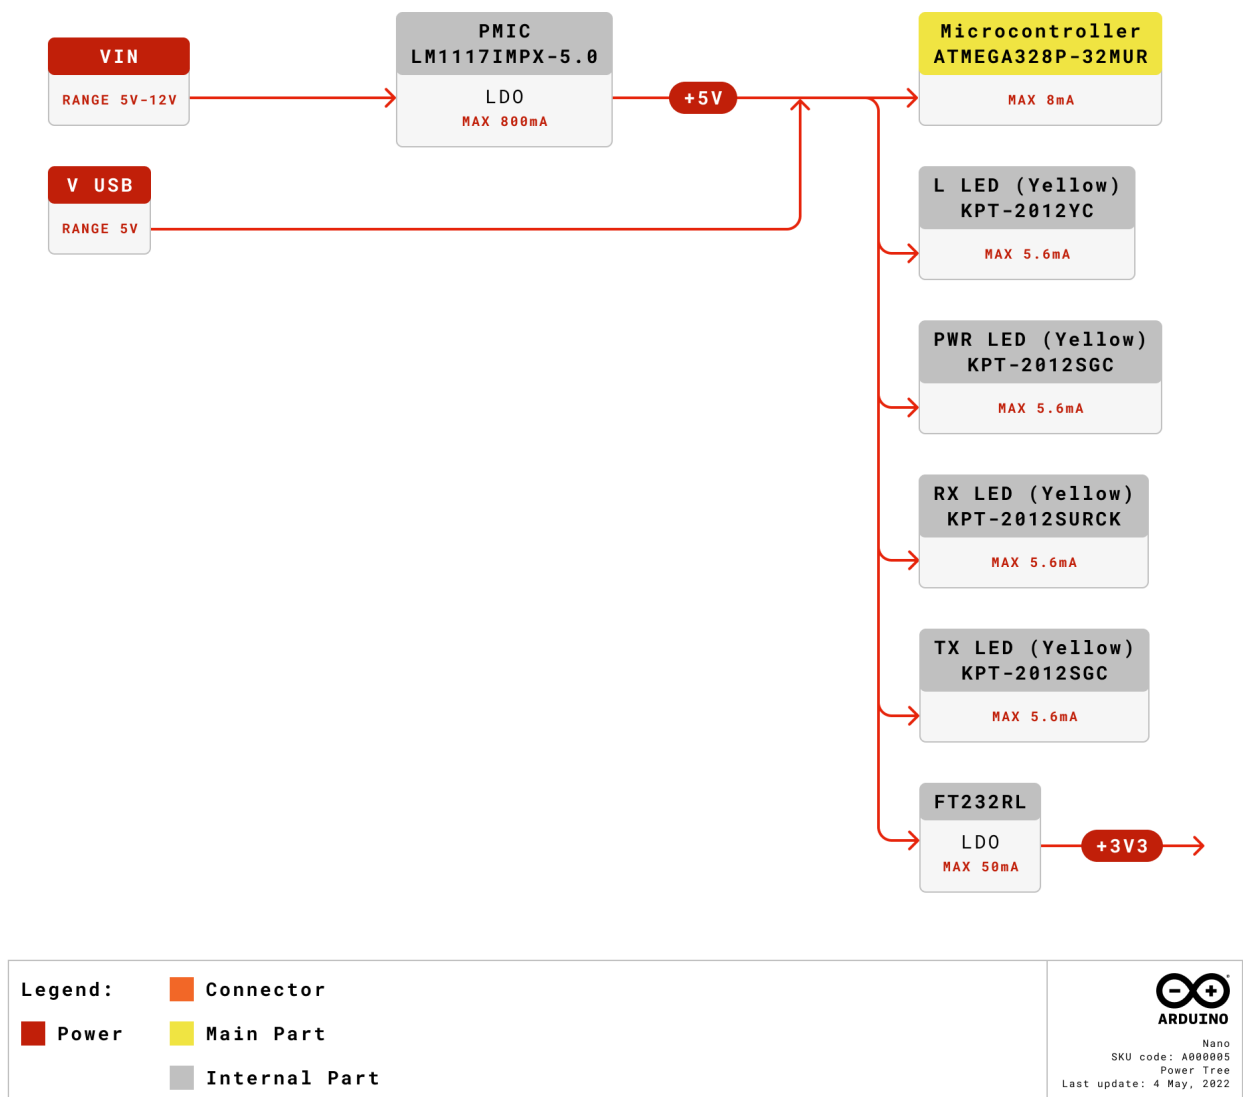 VIN
RANGE 5V-12V
PMIC
LM1117IMPX-5.0
LDO
MAX 800mA
+5V
Microcontroller
ATMEGA328P-32MUR
MAX 8mA
V USB
RANGE 5V
L LED (Yellow)
KPT-2012YC
MAX 5.6mA
PWR LED (Yellow)
KPT-2012SGC
MAX 5.6mA
RX LED (Yellow)
KPT-2012SURCK
MAX 5.6mA
TX LED (Yellow)
KPT-2012SGC
MAX 5.6mA
FT232RL
LDO
MAX 50mA
+3V3
Legend:
Power
Connector
Main Part
Internal Part
ARDUINO
Nano
SKU code: A000005
Power Tree
Last update: 4 May, 2022